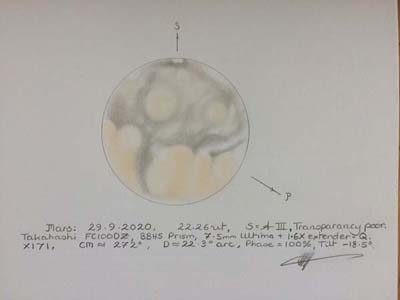 S
P
Mars: 29.9.2020, 22.26ut, S=A-III, Transparancy poor.
Takahashi FC100DZ, BBHS Prism, 7.5mm Ultima + 1.6X extender-Q.
X171, CM = 272°, D=22.3" arc, Phase = 100%, Tilt -18.5°